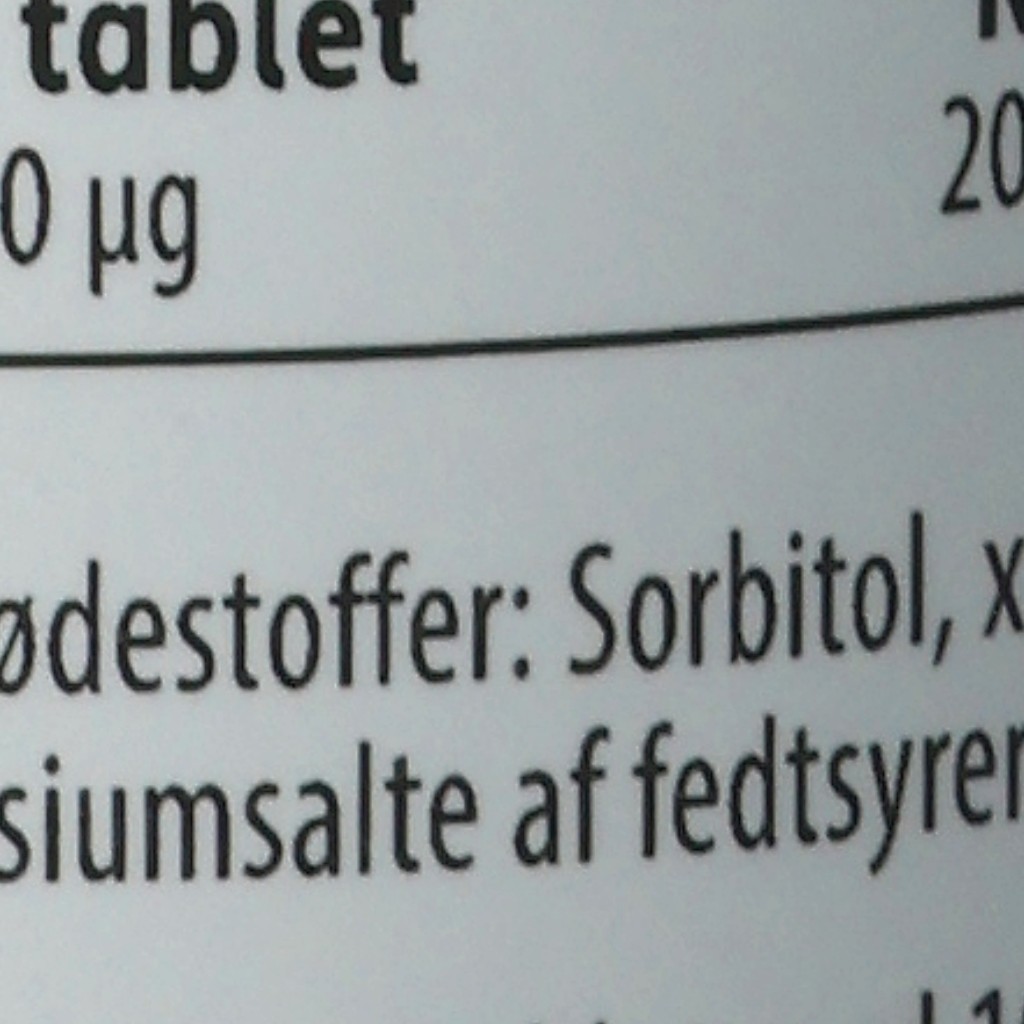 tablet
0 µg 20
ødestoffer: Sorbitol, x
siumsalte af fedtsyrer